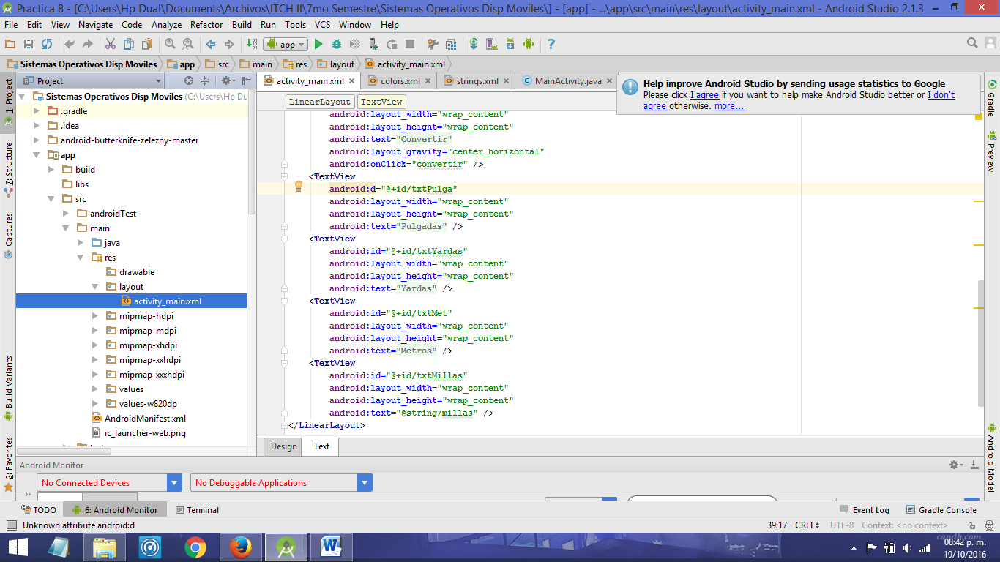 Practica 8 - [C:\Users\Hp Dual\Documents\Archivos\ITCH II\7mo Semestre\Sistemas Operativos Disp Moviles\] - [app] - ...\app\src\main\res\layout\activity_main.xml - Android Studio 2.1.3
File Edit View Navigate Code Analyze Refactor Build Run Tools VCS Window Help
app
Sistemas Operativos Disp Moviles app src main res layout activity_main.xml
Project
activity_main.xml colors.xml strings.xml MainActivity.java
Help improve Android Studio by sending usage statistics to Google
Please click I agree if you want to help make Android Studio better or I don't
agree otherwise. more...
LinearLayout TextView
1: Project
7: Structure
Captures
Build Variants
2: Favorites
Sistemas Operativos Disp Moviles (C:\Users\Hp Du
.gradle
.idea
android-butterknife-zelezny-master
app
build
libs
src
androidTest
main
java
res
drawable
layout
activity_main.xml
mipmap-hdpi
mipmap-mdpi
mipmap-xhdpi
mipmap-xxhdpi
mipmap-xxxhdpi
values
values-w820dp
AndroidManifest.xml
ic_launcher-web.png
android:layout_width="wrap_content"
android:layout_height="wrap_content"
android:text="Convertir"
android:layout_gravity="center_horizontal"
android:onClick="convertir" />
<TextView
android:d="@+id/txtPulga"
android:layout_width="wrap_content"
android:layout_height="wrap_content"
android:text="Pulgadas" />
<TextView
android:id="@+id/txtYardas"
android:layout_width="wrap_content"
android:layout_height="wrap_content"
android:text="Yardas" />
<TextView
android:id="@+id/txtMet"
android:layout_width="wrap_content"
android:layout_height="wrap_content"
android:text="Metros" />
<TextView
android:id="@+id/txtMillas"
android:layout_width="wrap_content"
android:layout_height="wrap_content"
android:text="@string/millas" />
</LinearLayout>
Gradle
Preview
Android Model
Design Text
Android Monitor
No Connected Devices No Debuggable Applications
TODO 6: Android Monitor Terminal Event Log Gradle Console
Unknown attribute android:d 39:17 CRLF UTF-8 Context: <no context>
08:42 p. m.
19/10/2016